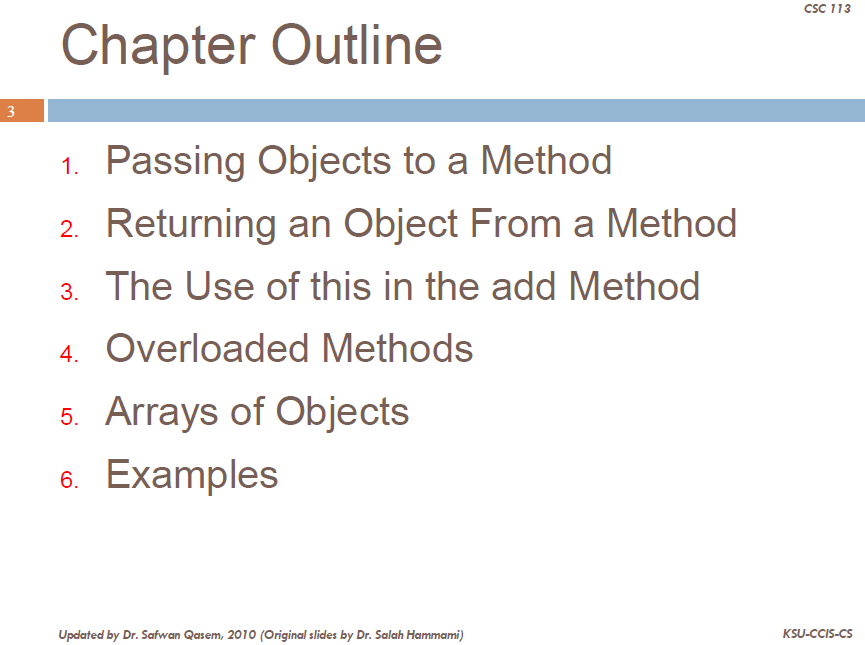 CSC 113
Chapter Outline
3
1. Passing Objects to a Method
2. Returning an Object From a Method
3. The Use of this in the add Method
4. Overloaded Methods
5. Arrays of Objects
6. Examples
Updated by Dr. Safwan Qasem, 2010 (Original slides by Dr. Salah Hammami)
KSU-CCIS-CS